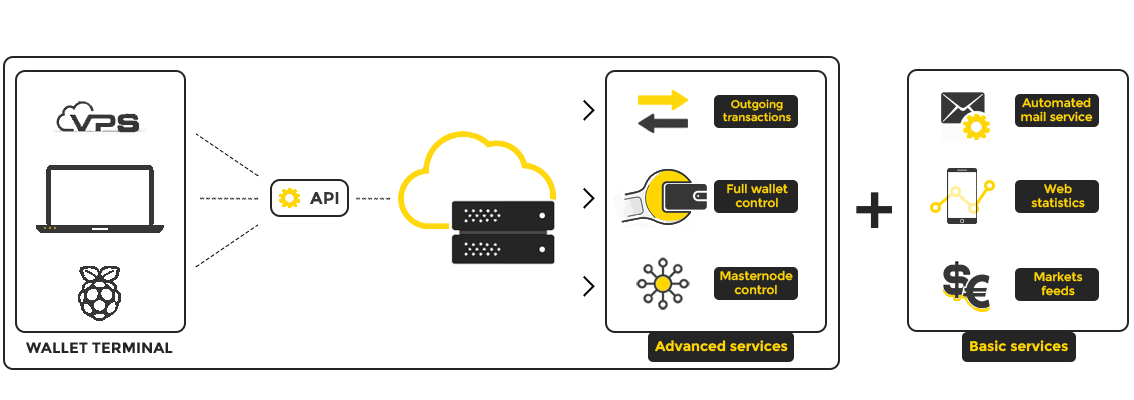 VPS
WALLET TERMINAL
API
Outgoing
transactions
Full wallet
control
Masternode
control
Advanced services
Automated
mail service
Web
statistics
Markets
feeds
Basic services